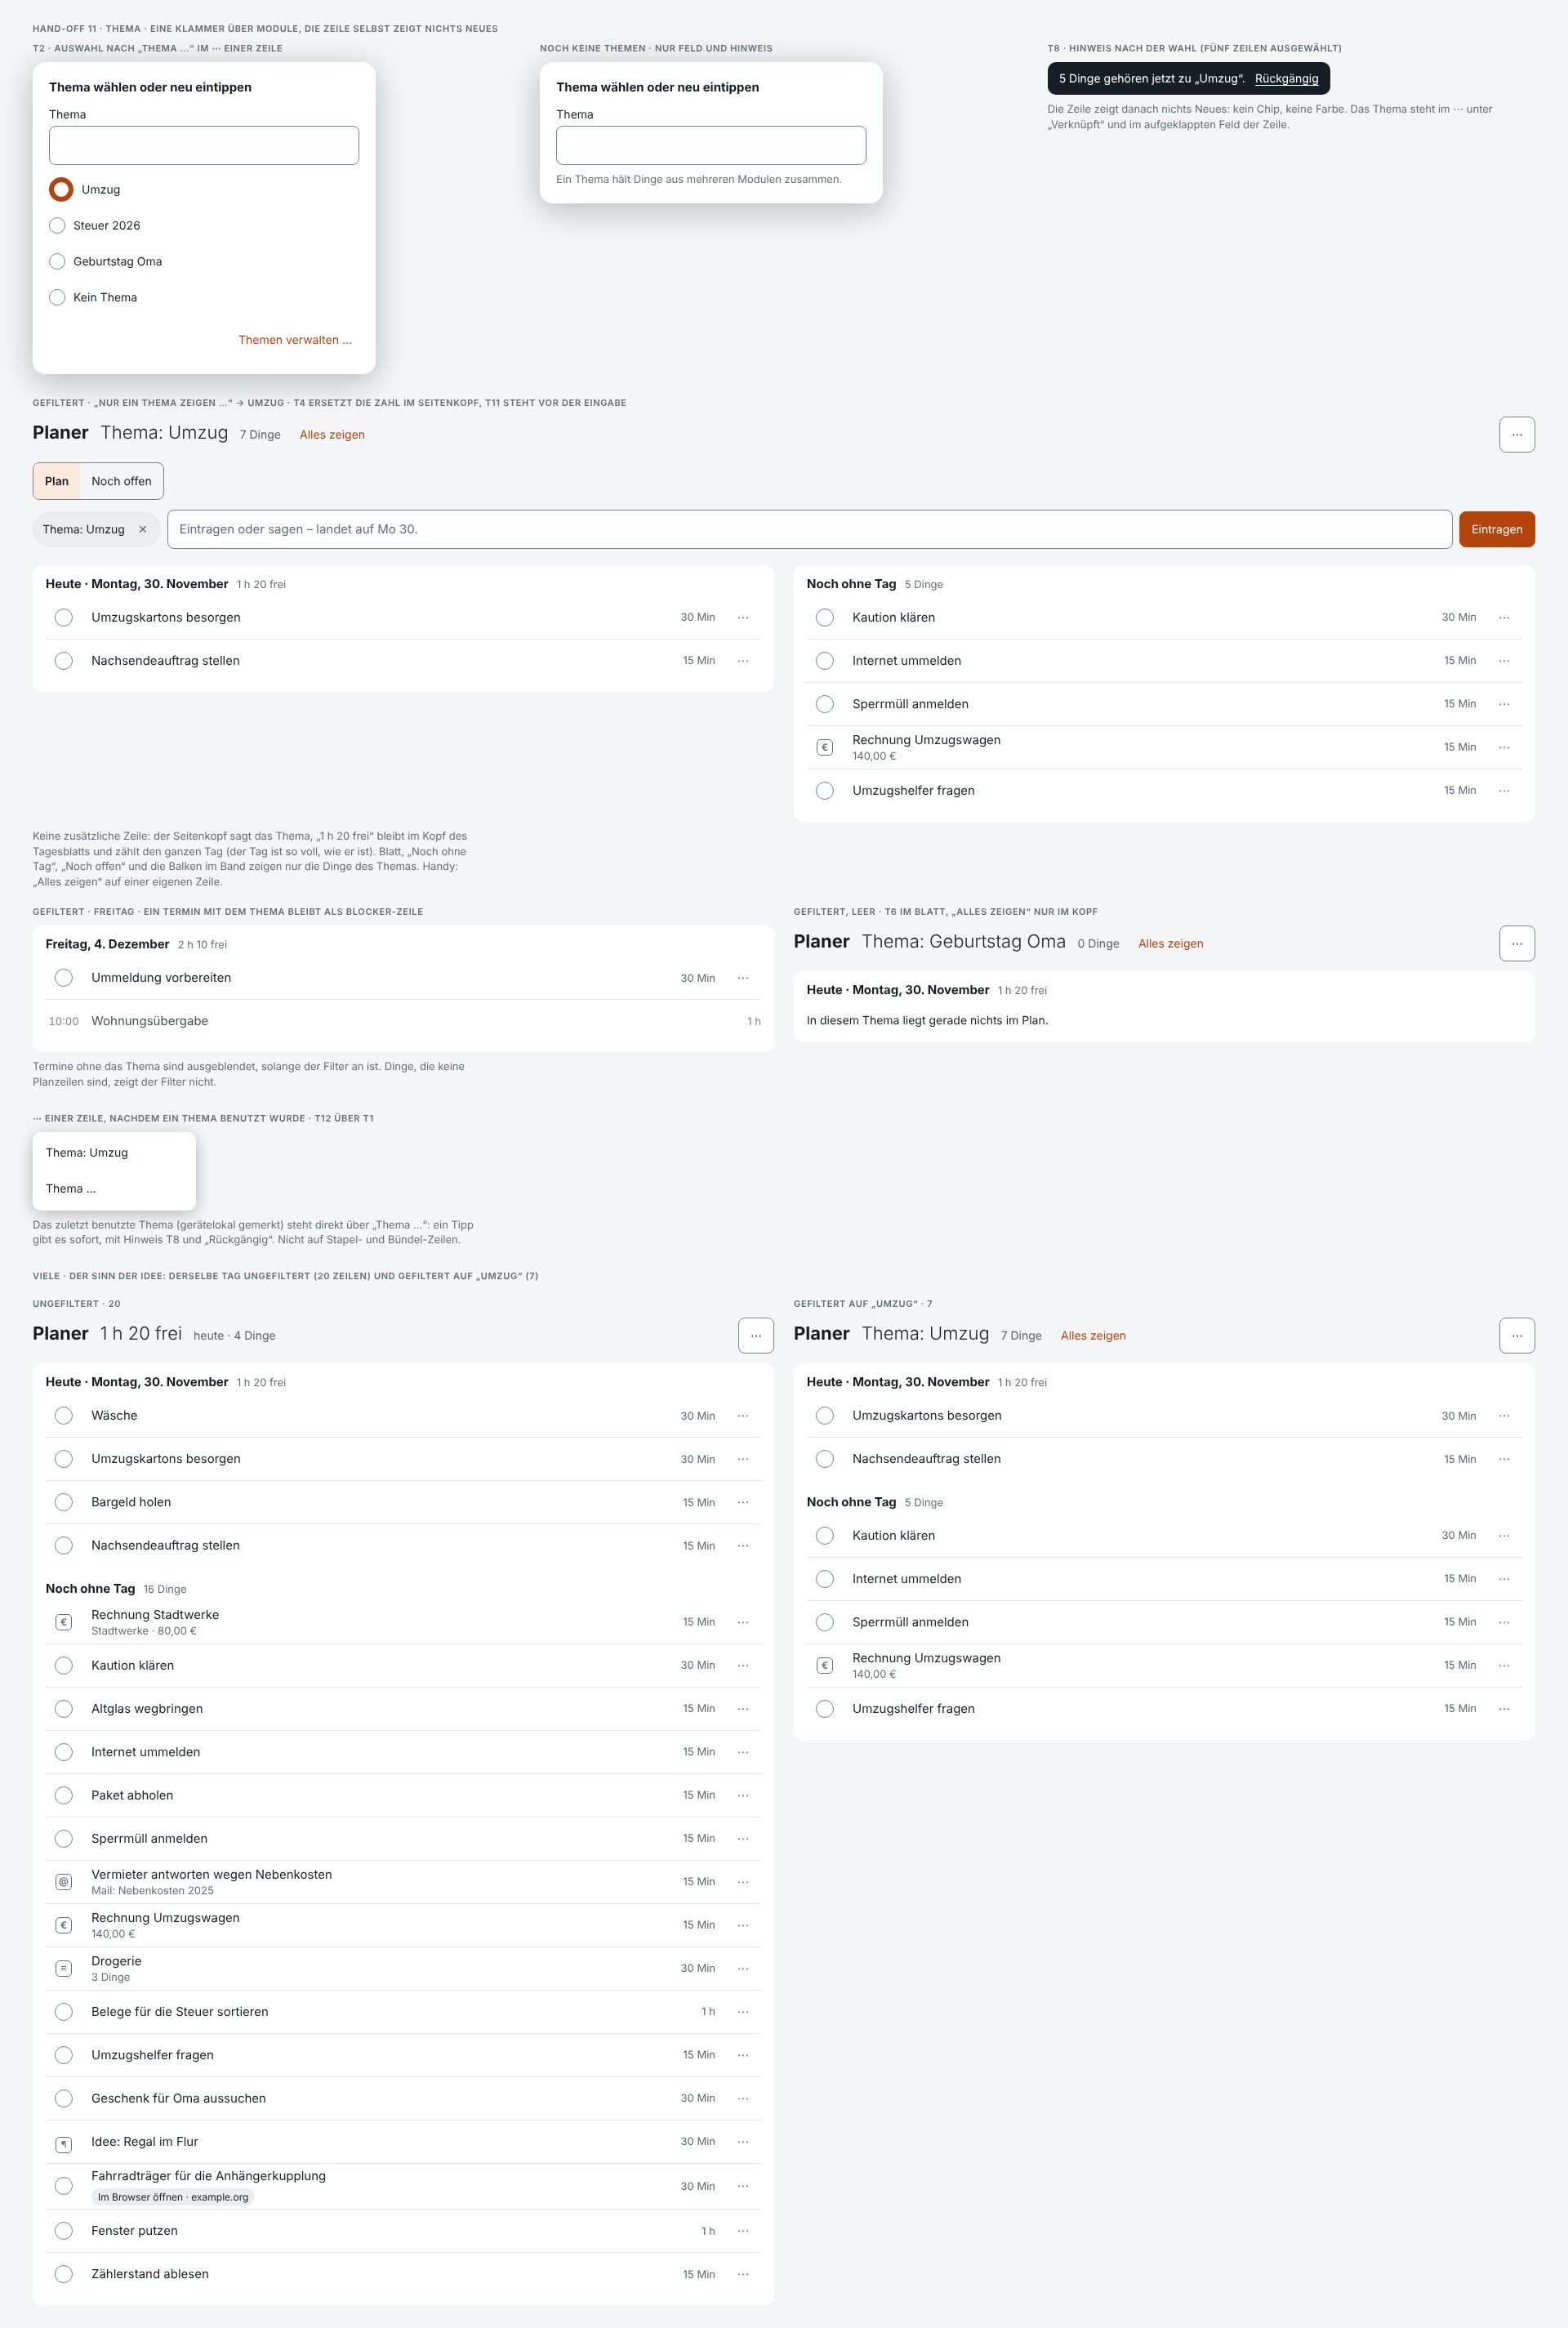 HAND-OFF 11 · THEMA · EINE KLAMMER ÜBER MODULE, DIE ZEILE SELBST ZEIGT NICHTS NEUES
T2 · AUSWAHL NACH „THEMA …“ IM ··· EINER ZEILE
Thema wählen oder neu eintippen
Thema
Umzug
Steuer 2026
Geburtstag Oma
Kein Thema
Themen verwalten …
NOCH KEINE THEMEN · NUR FELD UND HINWEIS
Thema wählen oder neu eintippen
Thema
Ein Thema hält Dinge aus mehreren Modulen zusammen.
T8 · HINWEIS NACH DER WAHL (FÜNF ZEILEN AUSGEWÄHLT)
5 Dinge gehören jetzt zu „Umzug“. Rückgängig
Die Zeile zeigt danach nichts Neues: kein Chip, keine Farbe. Das Thema steht im ··· unter
„Verknüpft“ und im aufgeklappten Feld der Zeile.
GEFILTERT · „NUR EIN THEMA ZEIGEN …“ → UMZUG · T4 ERSETZT DIE ZAHL IM SEITENKOPF, T11 STEHT VOR DER EINGABE
Planer Thema: Umzug 7 Dinge Alles zeigen ···
Plan Noch offen
Thema: Umzug ✕ Eintragen oder sagen – landet auf Mo 30. Eintragen
Heute · Montag, 30. November 1 h 20 frei
Umzugskartons besorgen 30 Min ···
Nachsendeauftrag stellen 15 Min ···
Noch ohne Tag 5 Dinge
Kaution klären 30 Min ···
Internet ummelden 15 Min ···
Sperrmüll anmelden 15 Min ···
€ Rechnung Umzugswagen 15 Min ···
140,00 €
Umzugshelfer fragen 15 Min ···
Keine zusätzliche Zeile: der Seitenkopf sagt das Thema, „1 h 20 frei“ bleibt im Kopf des
Tagesblatts und zählt den ganzen Tag (der Tag ist so voll, wie er ist). Blatt, „Noch ohne
Tag“, „Noch offen“ und die Balken im Band zeigen nur die Dinge des Themas. Handy:
„Alles zeigen“ auf einer eigenen Zeile.
GEFILTERT · FREITAG · EIN TERMIN MIT DEM THEMA BLEIBT ALS BLOCKER-ZEILE
Freitag, 4. Dezember 2 h 10 frei
Ummeldung vorbereiten 30 Min ···
10:00 Wohnungsübergabe 1 h
Termine ohne das Thema sind ausgeblendet, solange der Filter an ist. Dinge, die keine
Planzeilen sind, zeigt der Filter nicht.
GEFILTERT, LEER · T6 IM BLATT, „ALLES ZEIGEN“ NUR IM KOPF
Planer Thema: Geburtstag Oma 0 Dinge Alles zeigen ···
Heute · Montag, 30. November 1 h 20 frei
In diesem Thema liegt gerade nichts im Plan.
··· EINER ZEILE, NACHDEM EIN THEMA BENUTZT WURDE · T12 ÜBER T1
Thema: Umzug
Thema …
Das zuletzt benutzte Thema (gerätelokal gemerkt) steht direkt über „Thema …“: ein Tipp
gibt es sofort, mit Hinweis T8 und „Rückgängig“. Nicht auf Stapel- und Bündel-Zeilen.
VIELE · DER SINN DER IDEE: DERSELBE TAG UNGEFILTERT (20 ZEILEN) UND GEFILTERT AUF „UMZUG“ (7)
UNGEFILTERT · 20
Planer 1 h 20 frei heute · 4 Dinge ···
Heute · Montag, 30. November 1 h 20 frei
Wäsche 30 Min ···
Umzugskartons besorgen 30 Min ···
Bargeld holen 15 Min ···
Nachsendeauftrag stellen 15 Min ···
Noch ohne Tag 16 Dinge
€ Rechnung Stadtwerke 15 Min ···
Stadtwerke · 80,00 €
Kaution klären 30 Min ···
Altglas wegbringen 15 Min ···
Internet ummelden 15 Min ···
Paket abholen 15 Min ···
Sperrmüll anmelden 15 Min ···
@ Vermieter antworten wegen Nebenkosten 15 Min ···
Mail: Nebenkosten 2025
€ Rechnung Umzugswagen 15 Min ···
140,00 €
≡ Drogerie 30 Min ···
3 Dinge
Belege für die Steuer sortieren 1 h ···
Umzugshelfer fragen 15 Min ···
Geschenk für Oma aussuchen 30 Min ···
¶ Idee: Regal im Flur 30 Min ···
Fahrradträger für die Anhängerkupplung 30 Min ···
Im Browser öffnen · example.org
Fenster putzen 1 h ···
Zählerstand ablesen 15 Min ···
GEFILTERT AUF „UMZUG“ · 7
Planer Thema: Umzug 7 Dinge Alles zeigen ···
Heute · Montag, 30. November 1 h 20 frei
Umzugskartons besorgen 30 Min ···
Nachsendeauftrag stellen 15 Min ···
Noch ohne Tag 5 Dinge
Kaution klären 30 Min ···
Internet ummelden 15 Min ···
Sperrmüll anmelden 15 Min ···
€ Rechnung Umzugswagen 15 Min ···
140,00 €
Umzugshelfer fragen 15 Min ···